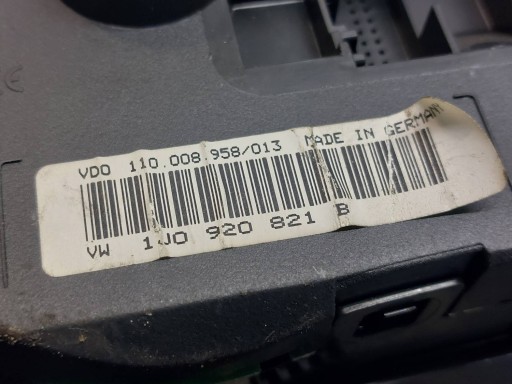 VDO 110.008.958/013 MADE IN GERMANY
VW 1J0 920 821 B